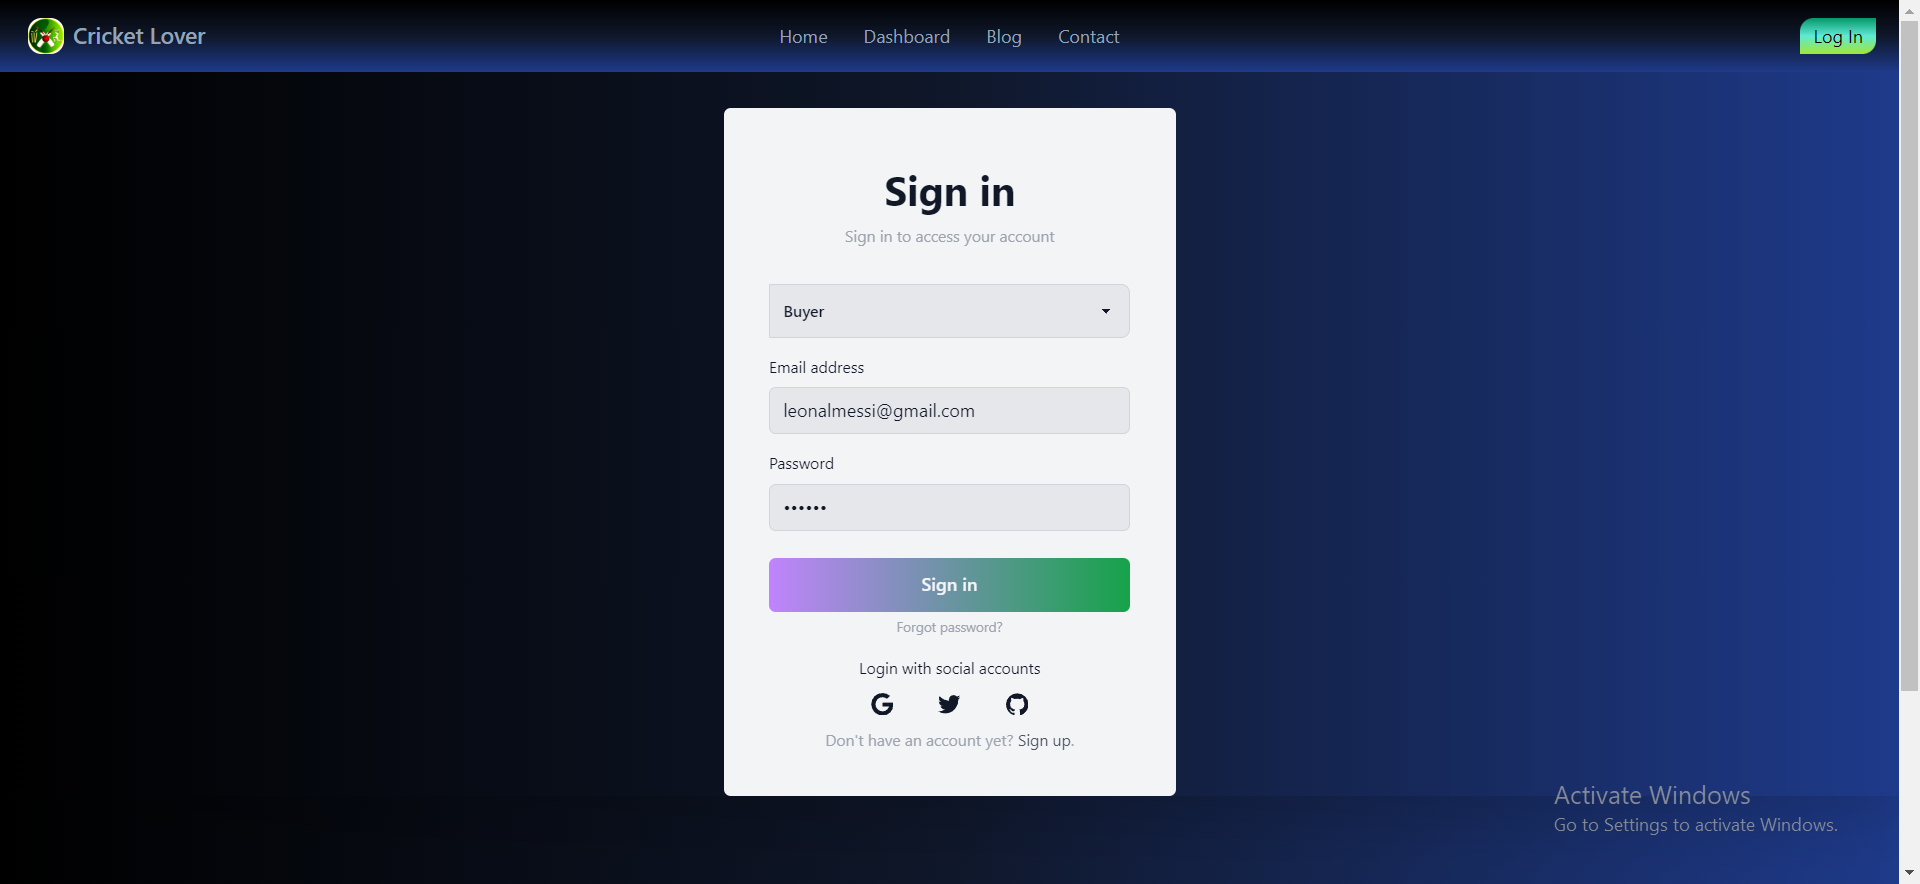 Cricket Lover
Home Dashboard Blog Contact
Log In
Sign in
Sign in to access your account
Buyer
Email address
leonalmessi@gmail.com
Password
••••••
Sign in
Forgot password?
Login with social accounts
Don't have an account yet? Sign up.
Activate Windows
Go to Settings to activate Windows.